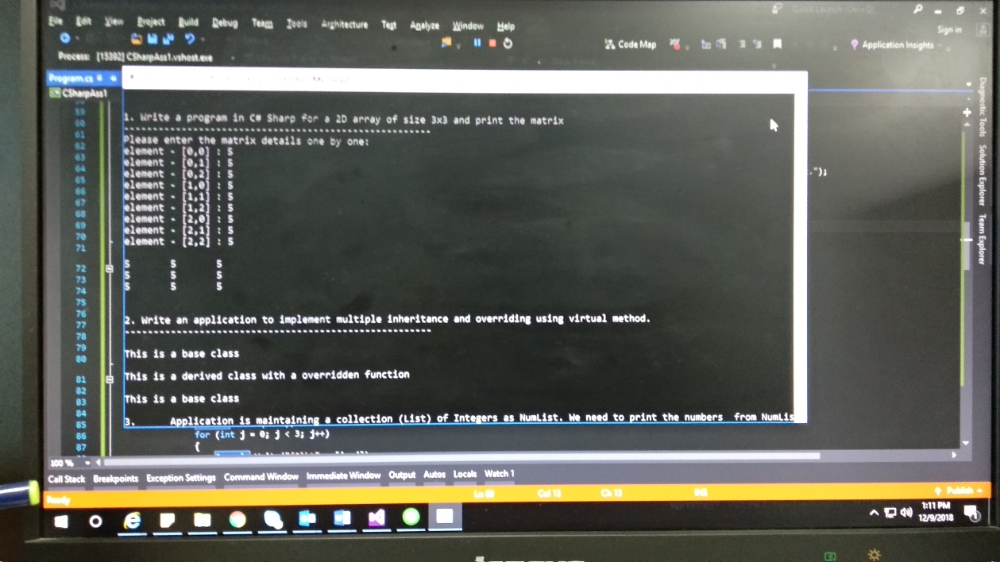 File Edit View Project Build Debug Team Tools Architecture Test Analyze Window Help
Sign in
Code Map
Application Insights
Process: [15392] CSharpAss1.vshost.exe
Program.cs
CSharpAss1
59
60
61
62
63
64
65
66
67
68
69
70
71
72
73
74
75
76
77
78
79
80
81
82
83
84
85
86
87
1. Write a program in C# Sharp for a 2D array of size 3x3 and print the matrix
Please enter the matrix details one by one:
element - [0,0] : 5
element - [0,1] : 5
element - [0,2] : 5
element - [1,0] : 5
element - [1,1] : 5
element - [1,2] : 5
element - [2,0] : 5
element - [2,1] : 5
element - [2,2] : 5
5 5 5
5 5 5
5 5 5
2. Write an application to implement multiple inheritance and overriding using virtual method.
This is a base class
This is a derived class with a overridden function
This is a base class
3. Application is maintaining a collection (List) of Integers as NumList. We need to print the numbers from NumLis
.");
for (int j = 0; j < 3; j++)
{
Diagnostic Tools
Solution Explorer
Team Explorer
100 %
Call Stack Breakpoints Exception Settings Command Window Immediate Window Output Autos Locals Watch 1
Ready
Col 13
Ch 13
INS
Publish
1:11 PM
12/9/2018